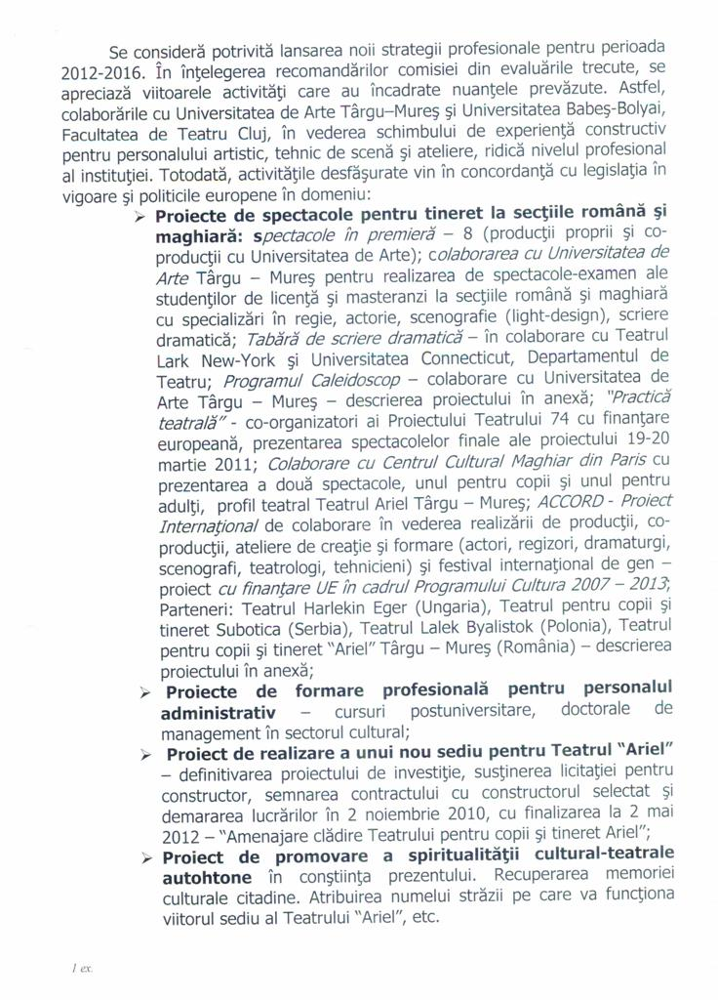 Se consideră potrivită lansarea noii strategii profesionale pentru perioada
2012-2016. În înţelegerea recomandărilor comisiei din evaluările trecute, se
apreciază viitoarele activităţi care au încadrate nuanţele prevăzute. Astfel,
colaborările cu Universitatea de Arte Târgu–Mureş şi Universitatea Babeş-Bolyai,
Facultatea de Teatru Cluj, în vederea schimbului de experienţă constructiv
pentru personalului artistic, tehnic de scenă şi ateliere, ridică nivelul profesional
al instituţiei. Totodată, activităţile desfăşurate vin în concordanţă cu legislaţia în
vigoare şi politicile europene în domeniu:
➢ Proiecte de spectacole pentru tineret la secţiile română şi
maghiară: spectacole în premieră – 8 (producţii proprii şi co-
producţii cu Universitatea de Arte); colaborarea cu Universitatea de
Arte Târgu – Mureş pentru realizarea de spectacole-examen ale
studenţilor de licenţă şi masteranzi la secţiile română şi maghiară
cu specializări în regie, actorie, scenografie (light-design), scriere
dramatică; Tabără de scriere dramatică – în colaborare cu Teatrul
Lark New-York şi Universitatea Connecticut, Departamentul de
Teatru; Programul Caleidoscop – colaborare cu Universitatea de
Arte Târgu – Mureş – descrierea proiectului în anexă; "Practică
teatrală" - co-organizatori ai Proiectului Teatrului 74 cu finanţare
europeană, prezentarea spectacolelor finale ale proiectului 19-20
martie 2011; Colaborare cu Centrul Cultural Maghiar din Paris cu
prezentarea a două spectacole, unul pentru copii şi unul pentru
adulţi, profil teatral Teatrul Ariel Târgu – Mureş; ACCORD - Proiect
Internaţional de colaborare în vederea realizării de producţii, co-
producţii, ateliere de creaţie şi formare (actori, regizori, dramaturgi,
scenografi, teatrologi, tehnicieni) şi festival internaţional de gen –
proiect cu finanţare UE în cadrul Programului Cultura 2007 – 2013;
Parteneri: Teatrul Harlekin Eger (Ungaria), Teatrul pentru copii şi
tineret Subotica (Serbia), Teatrul Lalek Byalistok (Polonia), Teatrul
pentru copii şi tineret "Ariel" Târgu – Mureş (România) – descrierea
proiectului în anexă;
➢ Proiecte de formare profesională pentru personalul
administrativ – cursuri postuniversitare, doctorale de
management în sectorul cultural;
➢ Proiect de realizare a unui nou sediu pentru Teatrul "Ariel"
– definitivarea proiectului de investiţie, susţinerea licitaţiei pentru
constructor, semnarea contractului cu constructorul selectat şi
demararea lucrărilor în 2 noiembrie 2010, cu finalizarea la 2 mai
2012 – "Amenajare clădire Teatrului pentru copii şi tineret Ariel";
➢ Proiect de promovare a spiritualităţii cultural-teatrale
autohtone în conştiinţa prezentului. Recuperarea memoriei
culturale citadine. Atribuirea numelui străzii pe care va funcţiona
viitorul sediu al Teatrului "Ariel", etc.
1 ex.